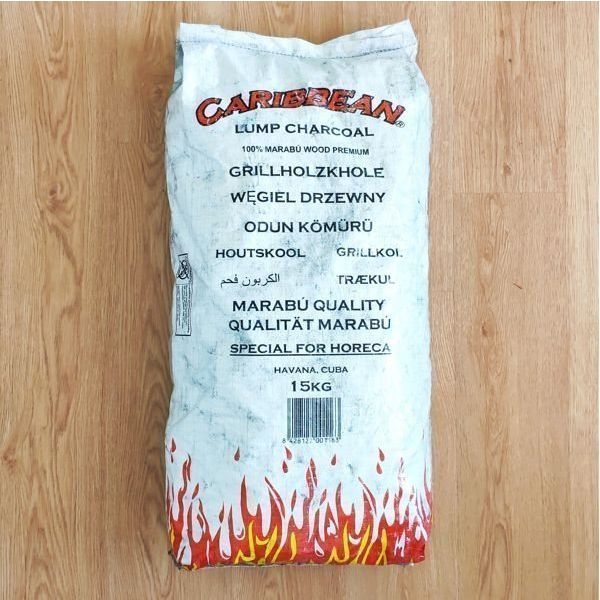 CARIBBEAN®
LUMP CHARCOAL
100% MARABÚ WOOD PREMIUM
GRILLHOLZKHOLE
WĘGIEL DRZEWNY
ODUN KÖMÜRÜ
HOUTSKOOL GRILLKOL
الكربون فحم TRÆKUL
MARABÚ QUALITY
QUALITÄT MARABÚ
SPECIAL FOR HORECA
HAVANA, CUBA
15KG